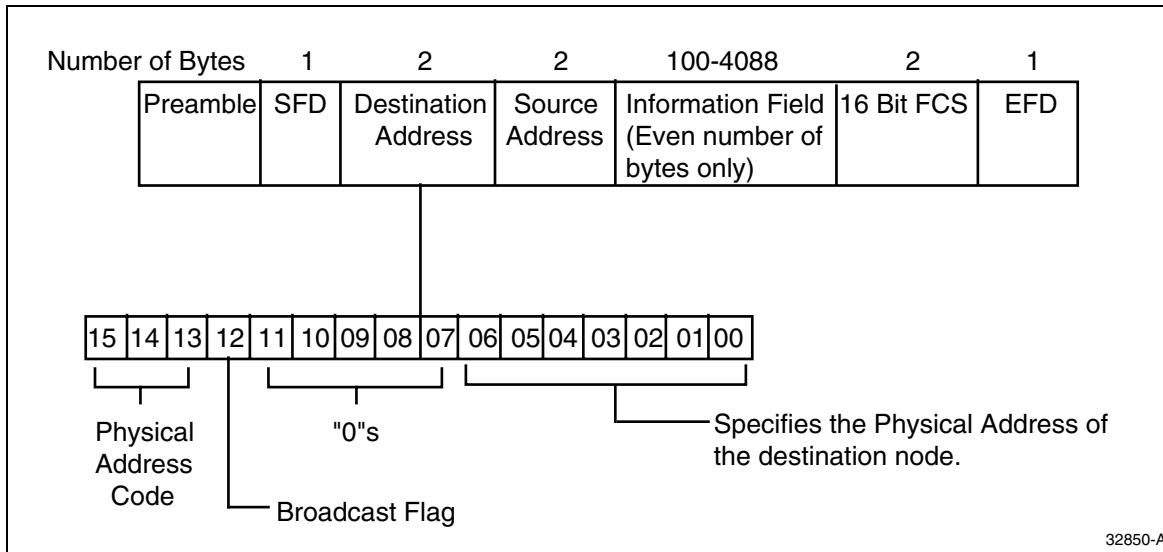 Number of Bytes 1 2 2 100-4088 2 1
Preamble SFD Destination Address Source Address Information Field (Even number of bytes only) 16 Bit FCS EFD
15 14 13 12 11 10 09 08 07 06 05 04 03 02 01 00
Physical
Address
Code
"0"s
Specifies the Physical Address of
the destination node.
Broadcast Flag
32850-A